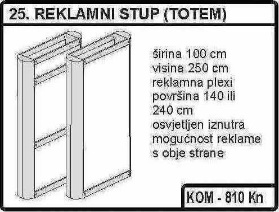 25. REKLAMNI STUP (TOTEM)
širina 100 cm
visina 250 cm
reklamna plexi
površina 140 ili
240 cm
osvjetljen iznutra
mogućnost reklame
s obje strane
KOM - 810 Kn